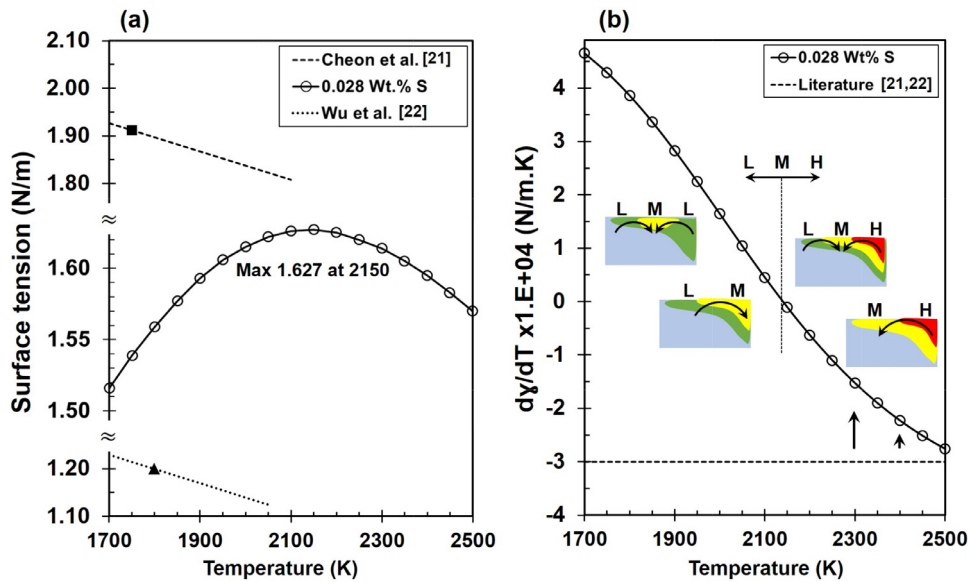 (a)
Surface tension (N/m)
2.10
2.00
1.90
1.80
1.60
1.55
1.50
1.20
1.10
≈
≈
Cheon et al. [21]
0.028 Wt.% S
Wu et al. [22]
Max 1.627 at 2150
1700 1900 2100 2300 2500
Temperature (K)
(b)
dɣ/dT x1.E+04 (N/m.K)
4
3
2
1
0
-1
-2
-3
-4
0.028 Wt% S
Literature [21,22]
L M H
L M L
L M H
L M
M H
1700 1900 2100 2300 2500
Temperature (K)